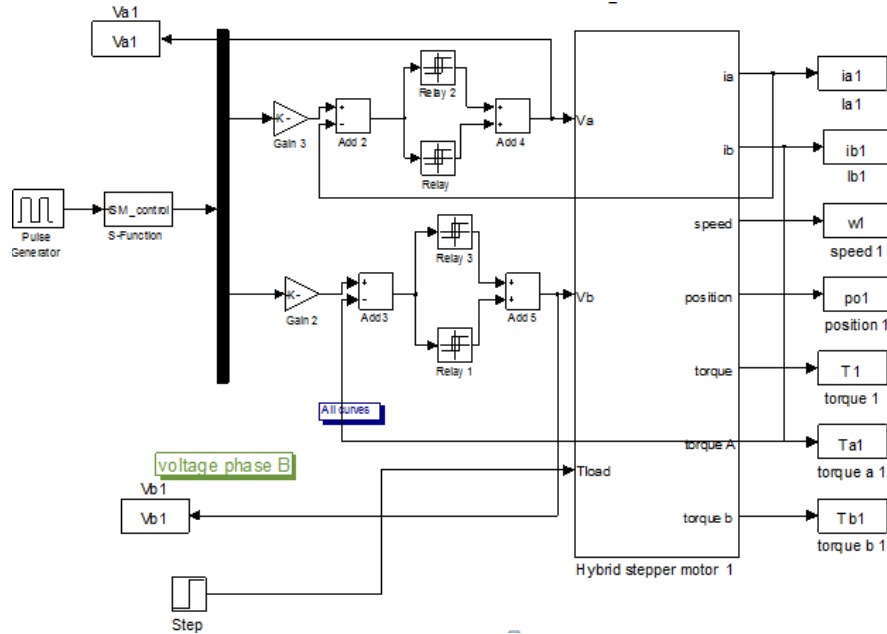 Va1
Va1
K-
Gain 3
+
-
Add 2
Relay 2
Relay
+
+
Add 4
Va
ia
ia1
Ia1
ib
ib1
Ib1
Pulse
Generator
SM_control
S-Function
K-
Gain 2
+
-
Add3
Relay 3
Relay 1
+
+
Add 5
Vb
speed
w1
speed 1
position
po1
position 1
torque
T1
torque 1
All curves
torque A
Ta1
torque a 1
voltage phase B
Tload
Vb1
Vb1
torque b
Tb1
torque b 1
Hybrid stepper motor 1
Step